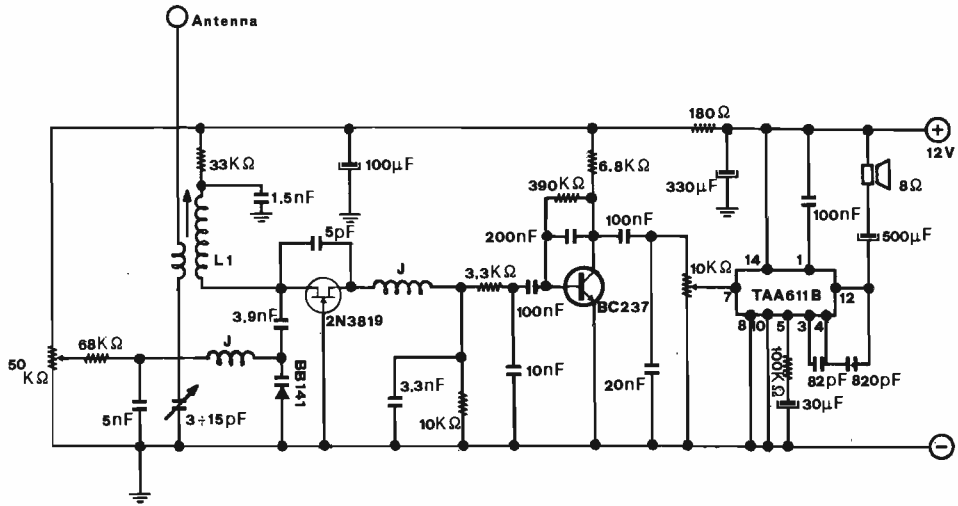 Antenna
180Ω
+
12V
33KΩ
100µF
6.8KΩ
330µF
8Ω
390KΩ
1.5nF
100nF
100nF
5pF
200nF
500µF
L1
J
3,3KΩ
10KΩ
14
1
TAA611B
7
12
100nF
BC237
2N3819
3,9nF
8
10
5
3
4
68KΩ
J
50
KΩ
BB141
100KΩ
82pF
820pF
3,3nF
10nF
20nF
5nF
3÷15pF
10KΩ
30µF
−